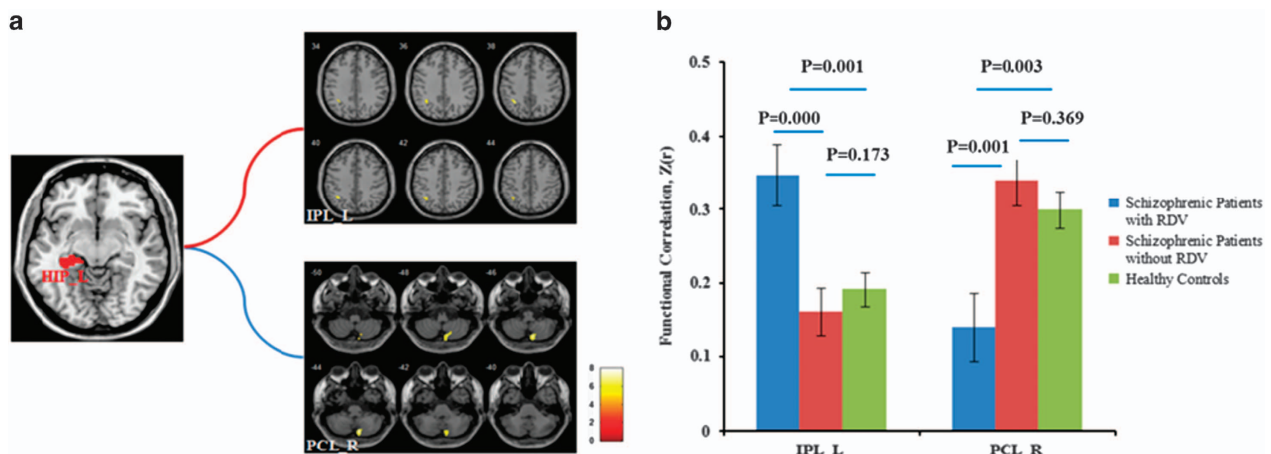 a
HIP_L
34
36
38
40
42
44
IPL_L
-50
-48
-46
-44
-42
-40
PCL_R
8
6
4
2
0
b
Functional Correlation, Z(r)
0.5
0.4
0.3
0.2
0.1
0
P=0.001
P=0.000
P=0.173
P=0.003
P=0.369
P=0.001
IPL_L
PCL_R
Schizophrenic Patients
with RDV
Schizophrenic Patients
without RDV
Healthy Controls